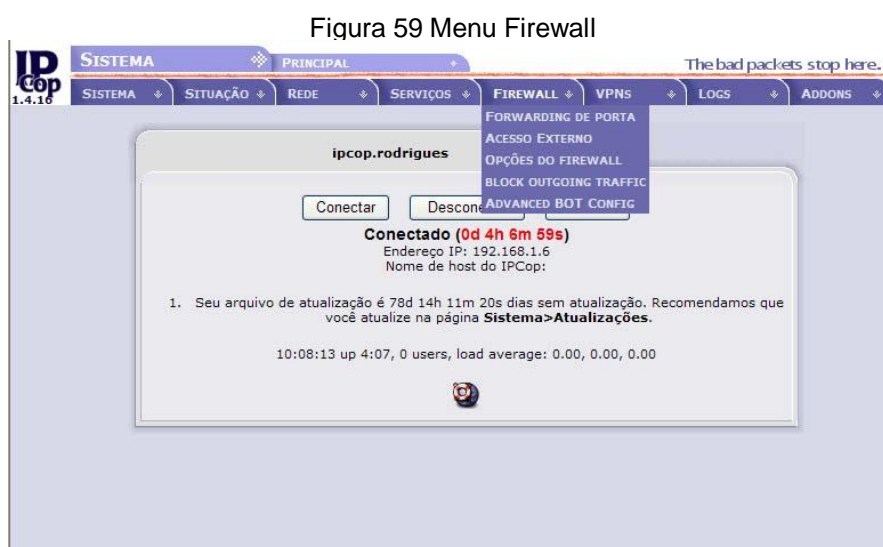 Figura 59 Menu Firewall
IPCop
1.4.16
SISTEMA PRINCIPAL
The bad packets stop here.
SISTEMA SITUAÇÃO REDE SERVIÇOS FIREWALL VPNS LOGS ADDONS
FORWARDING DE PORTA
ACESSO EXTERNO
OPÇÕES DO FIREWALL
BLOCK OUTGOING TRAFFIC
ADVANCED BOT CONFIG
ipcop.rodrigues
Conectar
Conectado (0d 4h 6m 59s)
Endereço IP: 192.168.1.6
Nome de host do IPCop:
1. Seu arquivo de atualização é 78d 14h 11m 20s dias sem atualização. Recomendamos que
você atualize na página Sistema>Atualizações.
10:08:13 up 4:07, 0 users, load average: 0.00, 0.00, 0.00